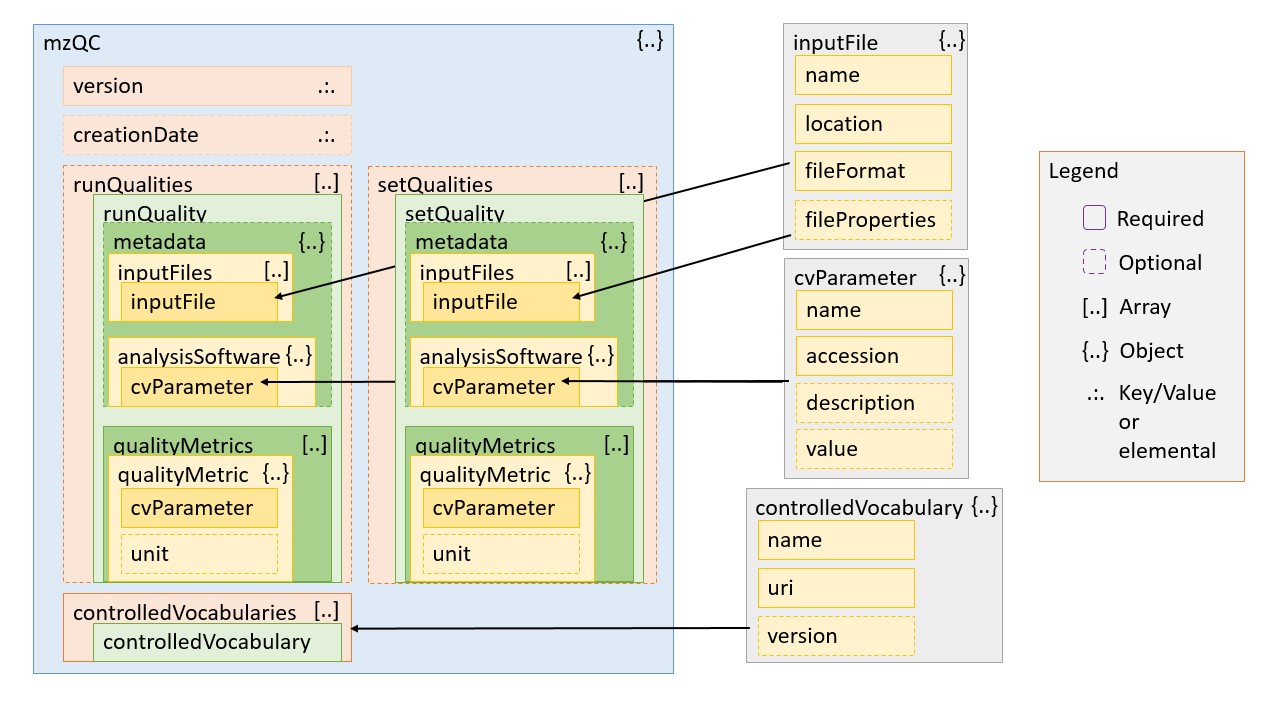 mzQC {..}
version .:.
creationDate .:.
runQualities [..]
runQuality
metadata {..}
inputFiles [..]
inputFile
analysisSoftware {..}
cvParameter
qualityMetrics [..]
qualityMetric {..}
cvParameter
unit
setQualities [..]
setQuality
metadata {..}
inputFiles [..]
inputFile
analysisSoftware {..}
cvParameter
qualityMetrics [..]
qualityMetric {..}
cvParameter
unit
controlledVocabularies [..]
controlledVocabulary
inputFile {..}
name
location
fileFormat
fileProperties
cvParameter {..}
name
accession
description
value
controlledVocabulary {..}
name
uri
version
Legend
Required
Optional
[..] Array
{..} Object
.:. Key/Value
or
elemental